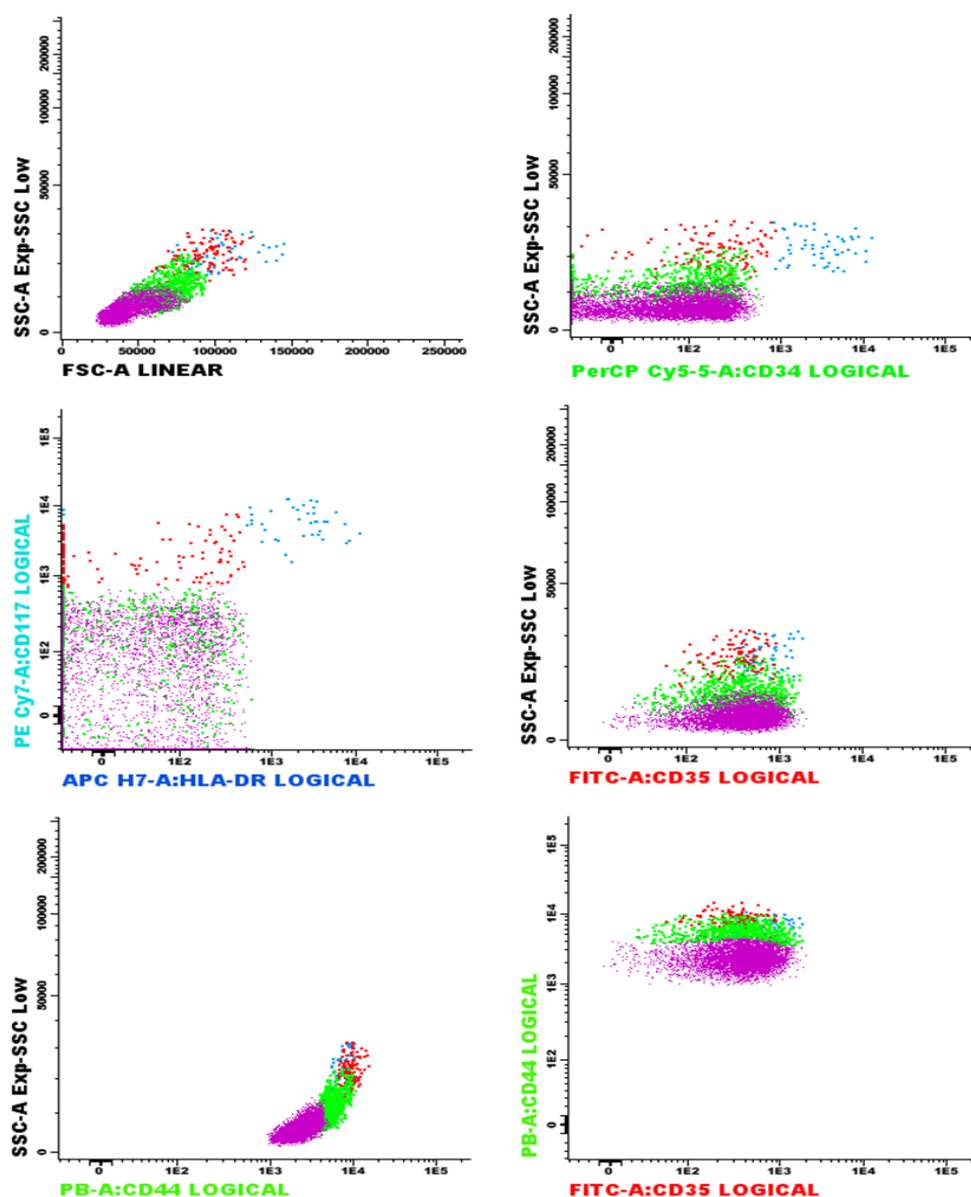 SSC-A Exp-SSC Low
200000
100000
50000
0
0
50000
100000
150000
200000
250000
FSC-A LINEAR
SSC-A Exp-SSC Low
200000
100000
50000
0
0
1E2
1E3
1E4
1E5
PerCP Cy5-5-A:CD34 LOGICAL
PE Cy7-A:CD117 LOGICAL
1E5
1E4
1E3
1E2
0
0
1E2
1E3
1E4
1E5
APC H7-A:HLA-DR LOGICAL
SSC-A Exp-SSC Low
200000
100000
50000
0
0
1E2
1E3
1E4
1E5
FITC-A:CD35 LOGICAL
SSC-A Exp-SSC Low
200000
100000
50000
0
0
1E2
1E3
1E4
1E5
PB-A:CD44 LOGICAL
PB-A:CD44 LOGICAL
1E5
1E4
1E3
1E2
0
0
1E2
1E3
1E4
1E5
FITC-A:CD35 LOGICAL